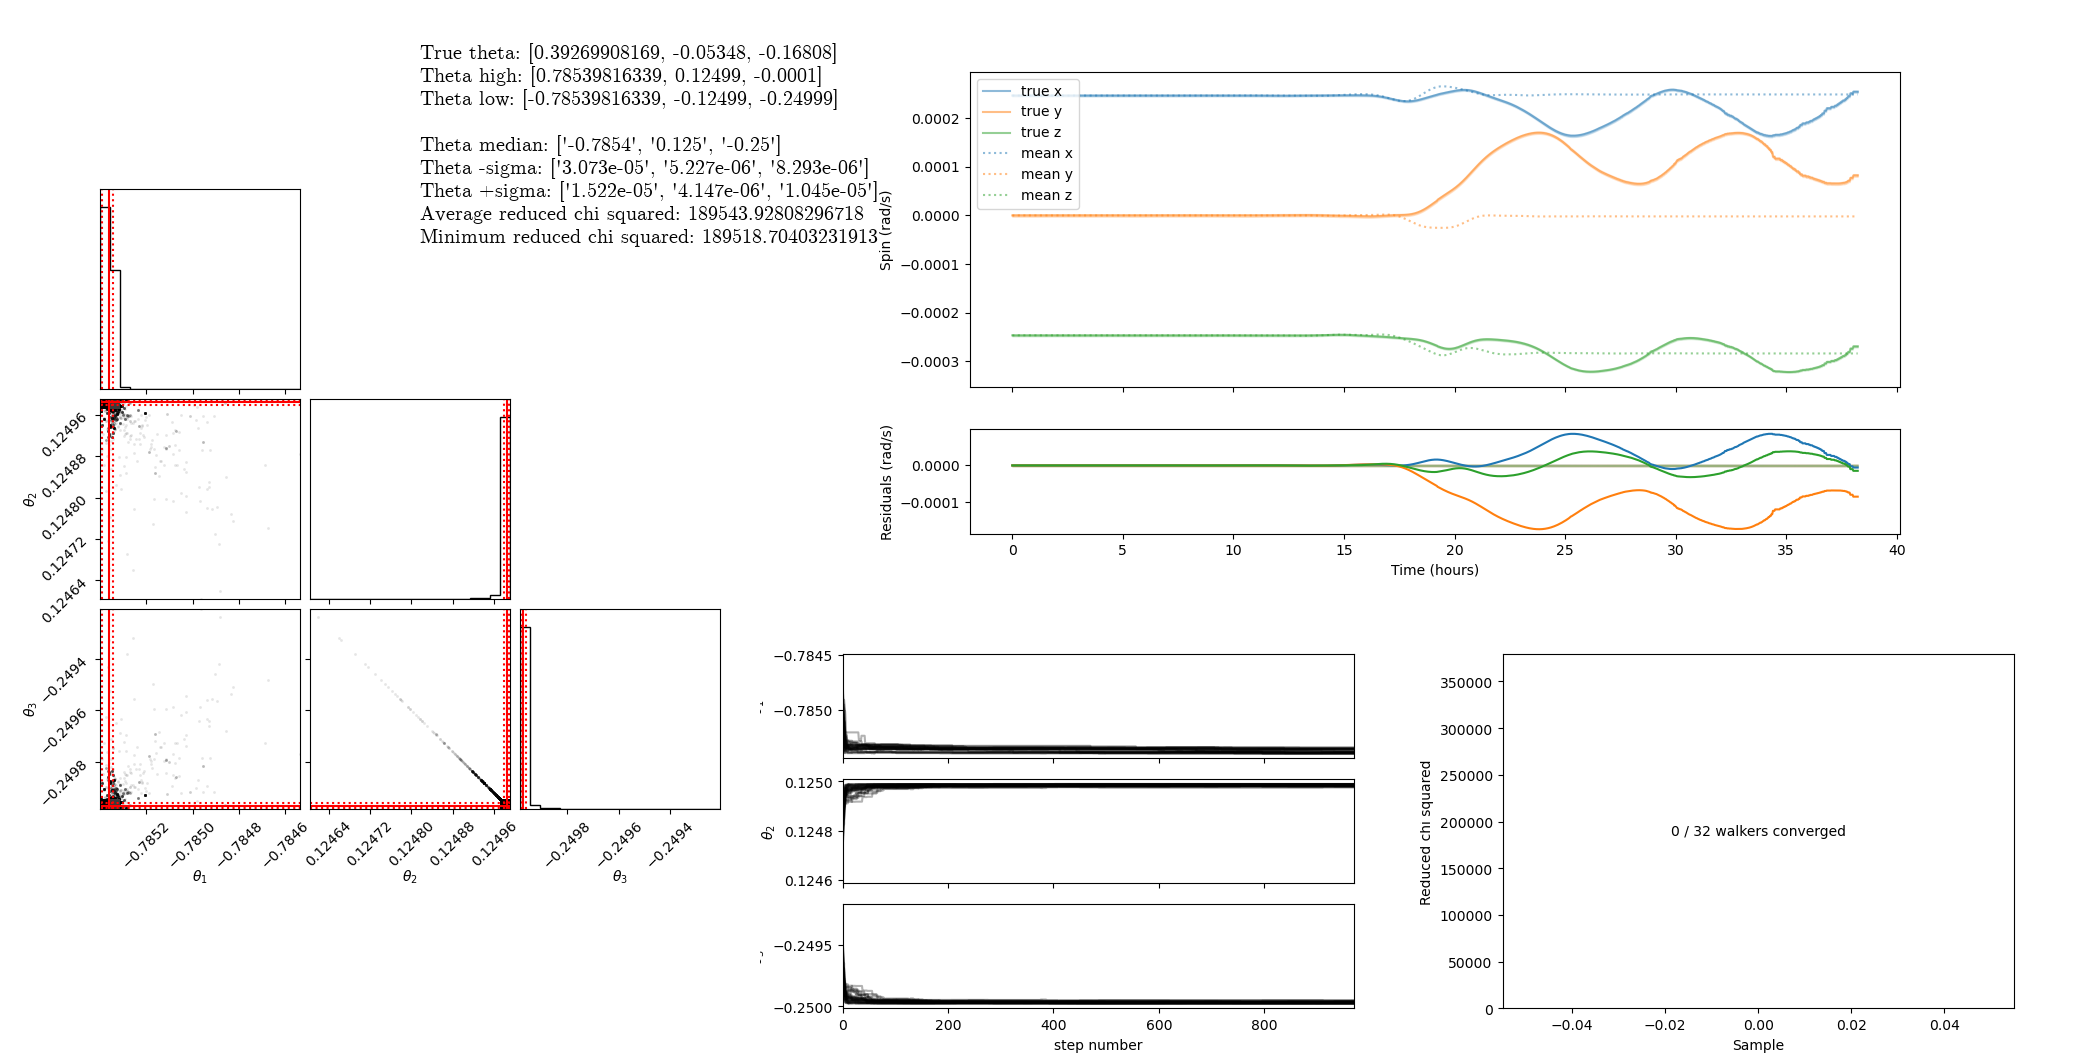 True theta: [0.39269908169, -0.05348, -0.16808]
Theta high: [0.78539816339, 0.12499, -0.0001]
Theta low: [-0.78539816339, -0.12499, -0.24999]
Theta median: ['-0.7854', '0.125', '-0.25']
Theta -sigma: ['3.073e-05', '5.227e-06', '8.293e-06']
Theta +sigma: ['1.522e-05', '4.147e-06', '1.045e-05']
Average reduced chi squared: 189543.92808296718
Minimum reduced chi squared: 189518.70403231913
true x
true y
true z
mean x
mean y
mean z
Spin (rad/s)
0.0002
0.0001
0.0000
−0.0001
−0.0002
−0.0003
Residuals (rad/s)
0.0000
−0.0001
0 5 10 15 20 25 30 35 40
Time (hours)
θ2
0.12496
0.12488
0.12480
0.12472
0.12464
θ3
−0.2494
−0.2496
−0.2498
−0.7852 −0.7850 −0.7848 −0.7846
θ1
0.12464 0.12472 0.12480 0.12488 0.12496
θ2
−0.2498 −0.2496 −0.2494
θ3
−0.7845
−0.7850
0.1250
0.1248
0.1246
θ2
−0.2495
−0.2500
0 200 400 600 800
step number
Reduced chi squared
350000
300000
250000
200000
150000
100000
50000
0
0 / 32 walkers converged
−0.04 −0.02 0.00 0.02 0.04
Sample